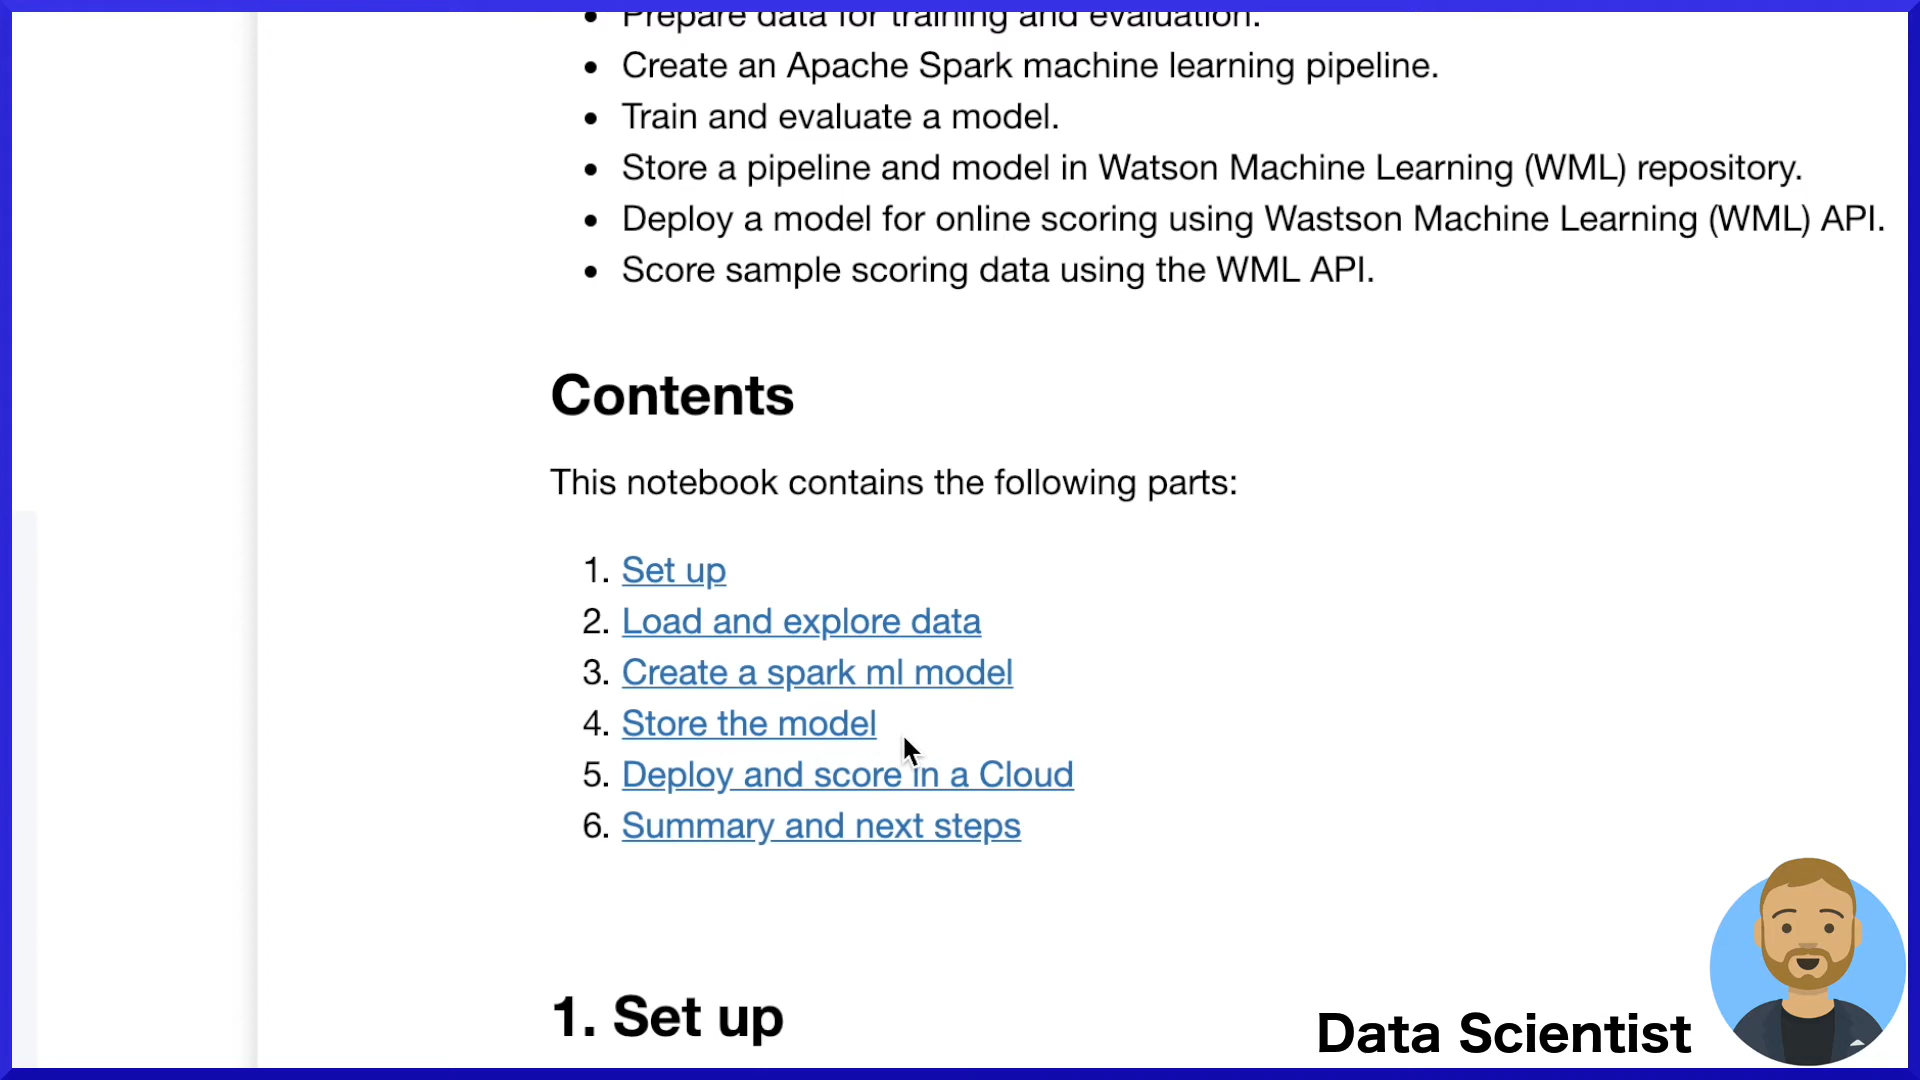 Prepare data for training and evaluation.
Create an Apache Spark machine learning pipeline.
Train and evaluate a model.
Store a pipeline and model in Watson Machine Learning (WML) repository.
Deploy a model for online scoring using Wastson Machine Learning (WML) API.
Score sample scoring data using the WML API.
Contents
This notebook contains the following parts:
1. Set up
2. Load and explore data
3. Create a spark ml model
4. Store the model
5. Deploy and score in a Cloud
6. Summary and next steps
1. Set up
Data Scientist